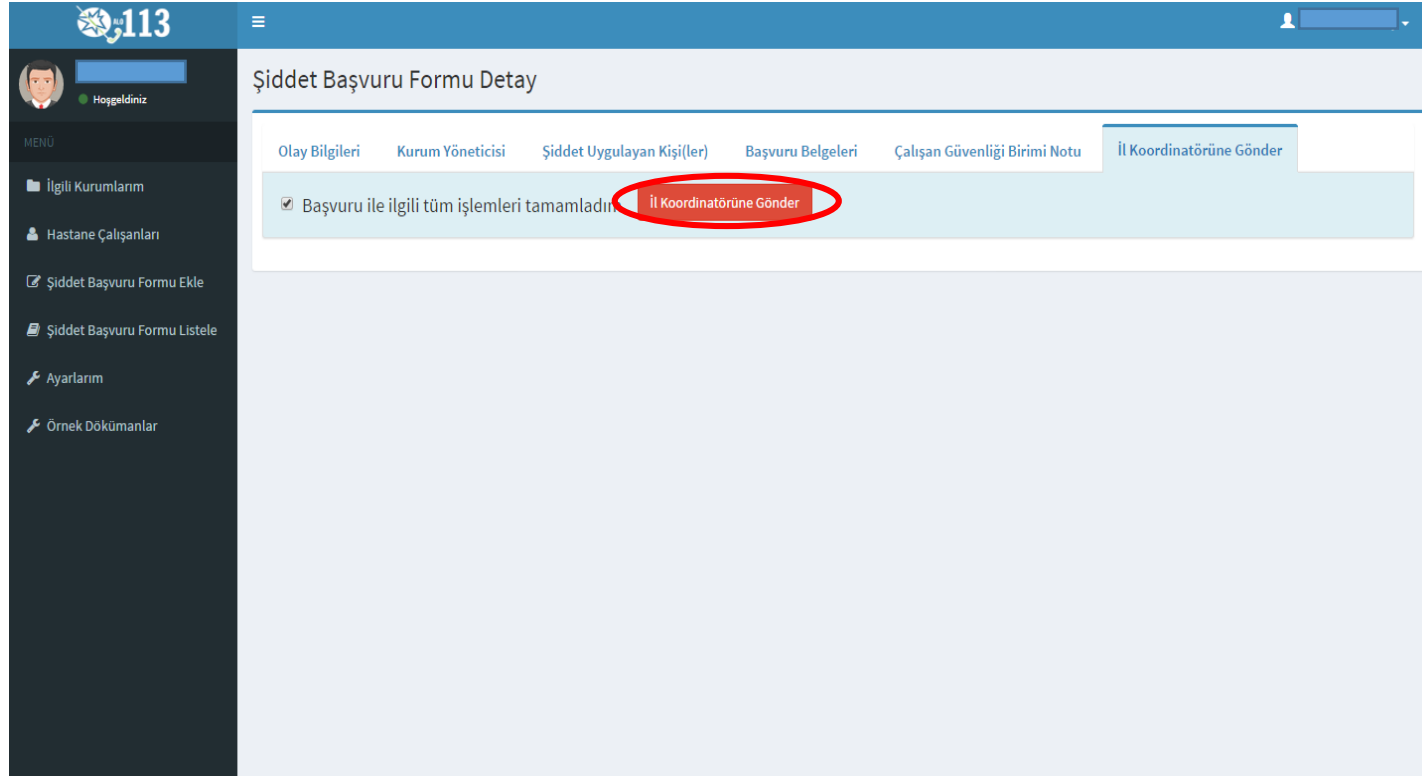 ALO 113
Hoşgeldiniz
MENÜ
İlgili Kurumlarım
Hastane Çalışanları
Şiddet Başvuru Formu Ekle
Şiddet Başvuru Formu Listele
Ayarlarım
Örnek Dökümanlar
Şiddet Başvuru Formu Detay
Olay Bilgileri Kurum Yöneticisi Şiddet Uygulayan Kişi(ler) Başvuru Belgeleri Çalışan Güvenliği Birimi Notu İl Koordinatörüne Gönder
Başvuru ile ilgili tüm işlemleri tamamladım İl Koordinatörüne Gönder